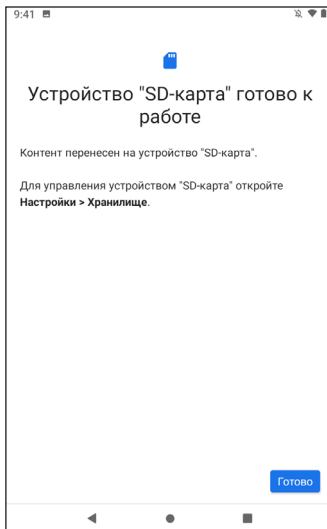 9:41
Устройство "SD-карта" готово к
работе
Контент перенесен на устройство "SD-карта".
Для управления устройством "SD-карта" откройте
Настройки > Хранилище.
Готово